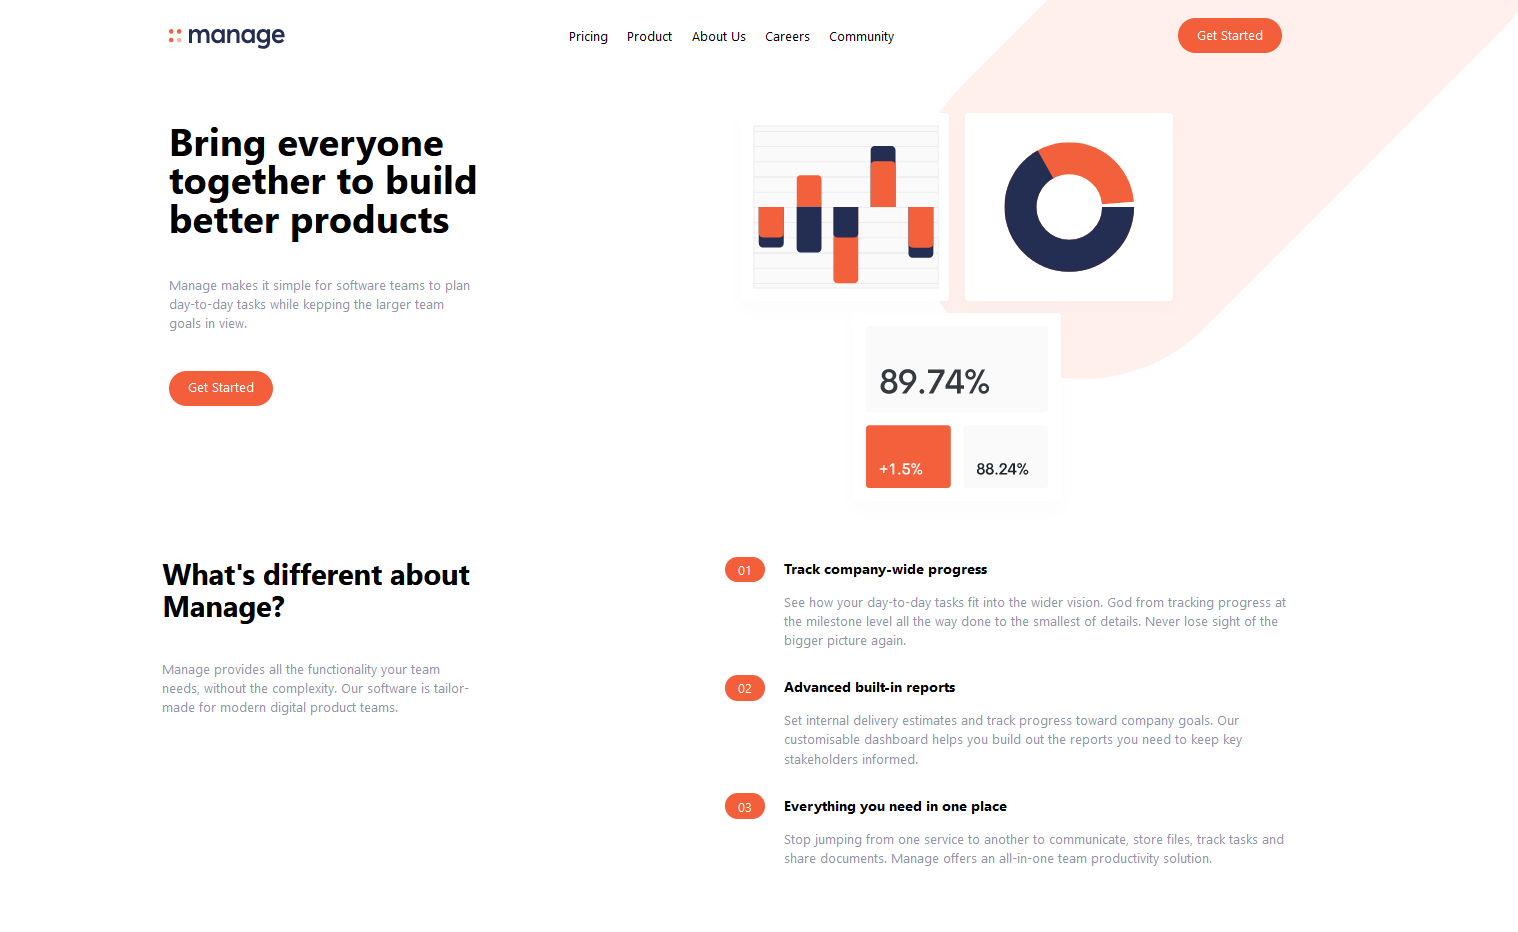 manage
Pricing Product About Us Careers Community
Get Started
Bring everyone
together to build
better products
Manage makes it simple for software teams to plan
day-to-day tasks while kepping the larger team
goals in view.
Get Started
89.74%
+1.5%
88.24%
What's different about
Manage?
Manage provides all the functionality your team
needs, without the complexity. Our software is tailor-
made for modern digital product teams.
01 Track company-wide progress
See how your day-to-day tasks fit into the wider vision. God from tracking progress at
the milestone level all the way done to the smallest of details. Never lose sight of the
bigger picture again.
02 Advanced built-in reports
Set internal delivery estimates and track progress toward company goals. Our
customisable dashboard helps you build out the reports you need to keep key
stakeholders informed.
03 Everything you need in one place
Stop jumping from one service to another to communicate, store files, track tasks and
share documents. Manage offers an all-in-one team productivity solution.